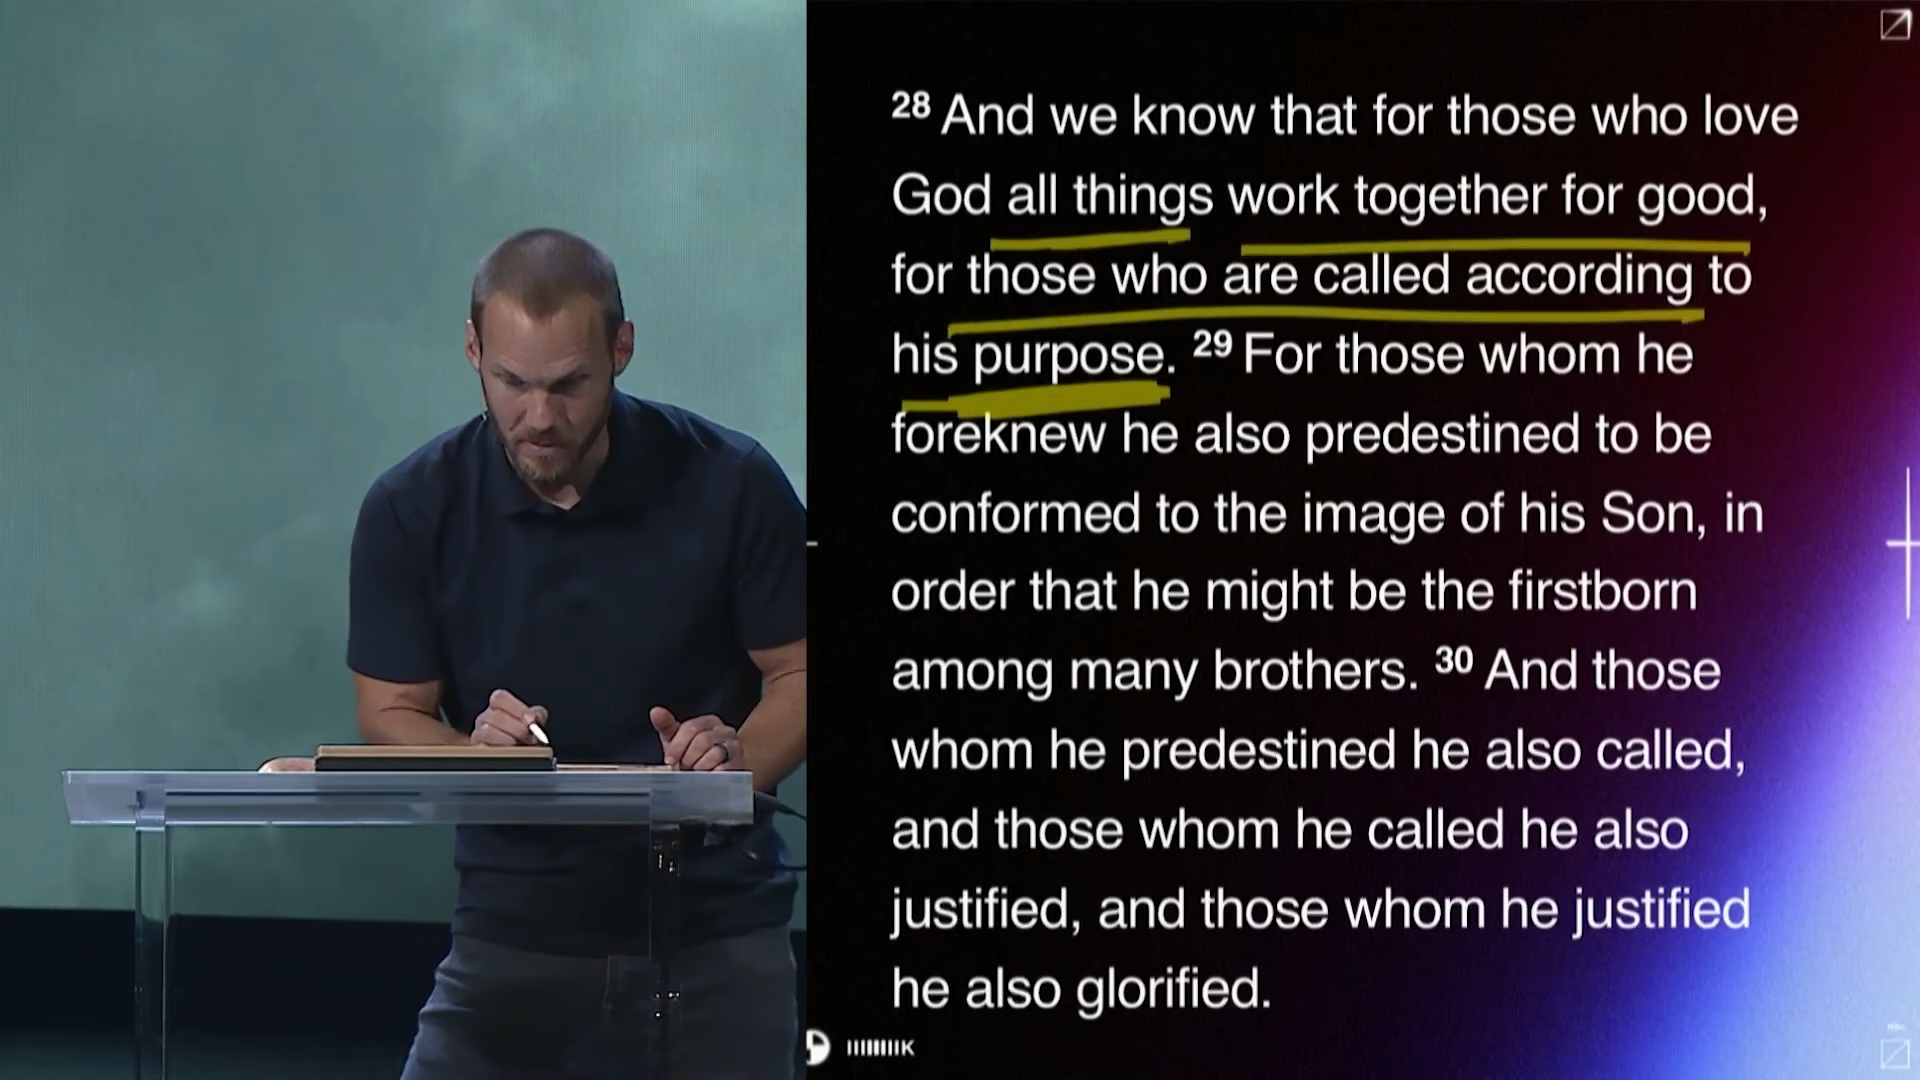 28 And we know that for those who love
God all things work together for good,
for those who are called according to
his purpose. 29 For those whom he
foreknew he also predestined to be
conformed to the image of his Son, in
order that he might be the firstborn
among many brothers. 30 And those
whom he predestined he also called,
and those whom he called he also
justified, and those whom he justified
he also glorified.